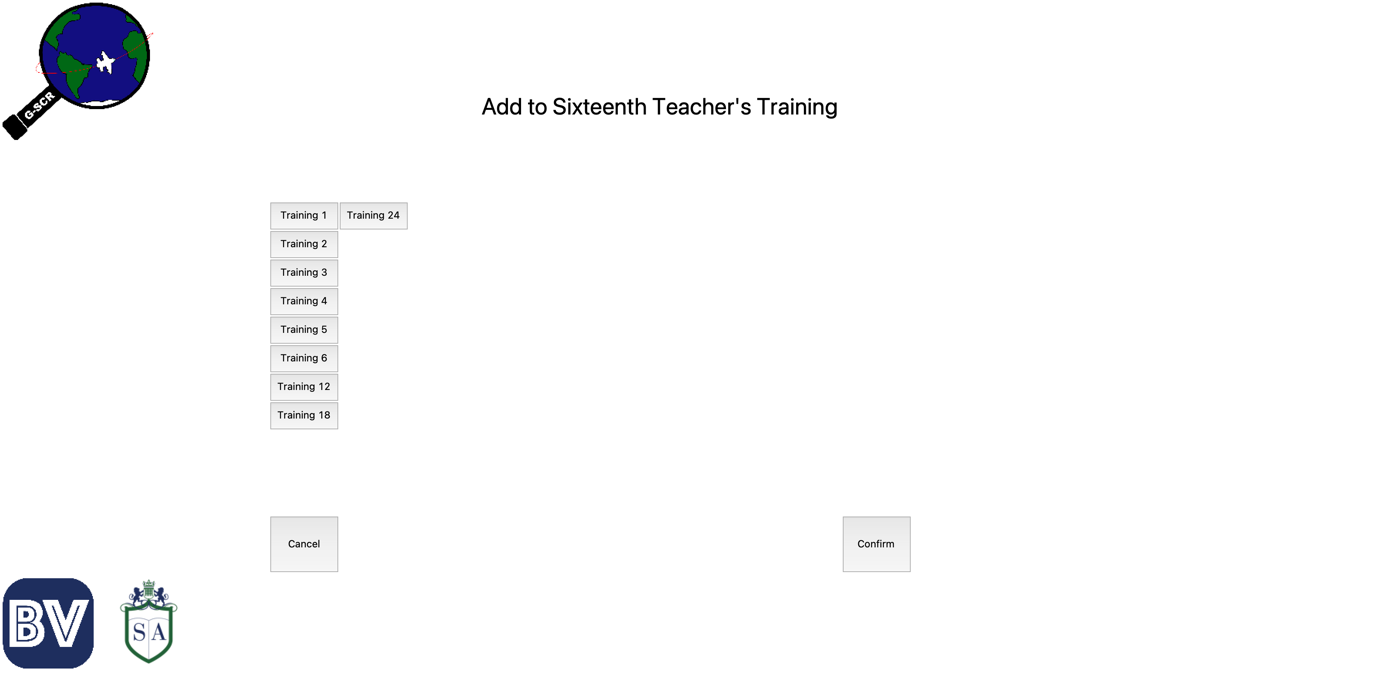 G-SCR
Add to Sixteenth Teacher's Training
Training 1
Training 24
Training 2
Training 3
Training 4
Training 5
Training 6
Training 12
Training 18
Cancel
Confirm
BV
SA